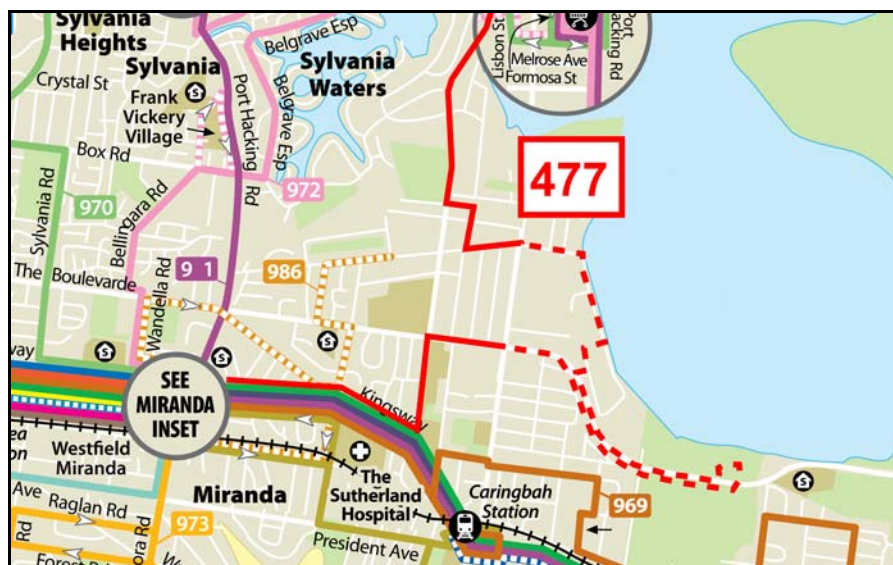 Sylvania
Heights
Sylvania
Crystal St
Frank
Vickery
Village
Box Rd
Belgrave Esp
Belgrave Esp
Sylvania
Waters
Port Hacking Rd
972
970
Sylvania Rd
Bellingara Rd
The Boulevarde
Wandella Rd
9 1
986
Lisbon St
Melrose Ave
Formosa St
Port
Hacking Rd
477
way
SEE
MIRANDA
INSET
Kingsway
Westfield
Miranda
Miranda
The
Sutherland
Hospital
Caringbah
Station
969
Ave
Raglan Rd
973
ora Rd
Rd
President Ave